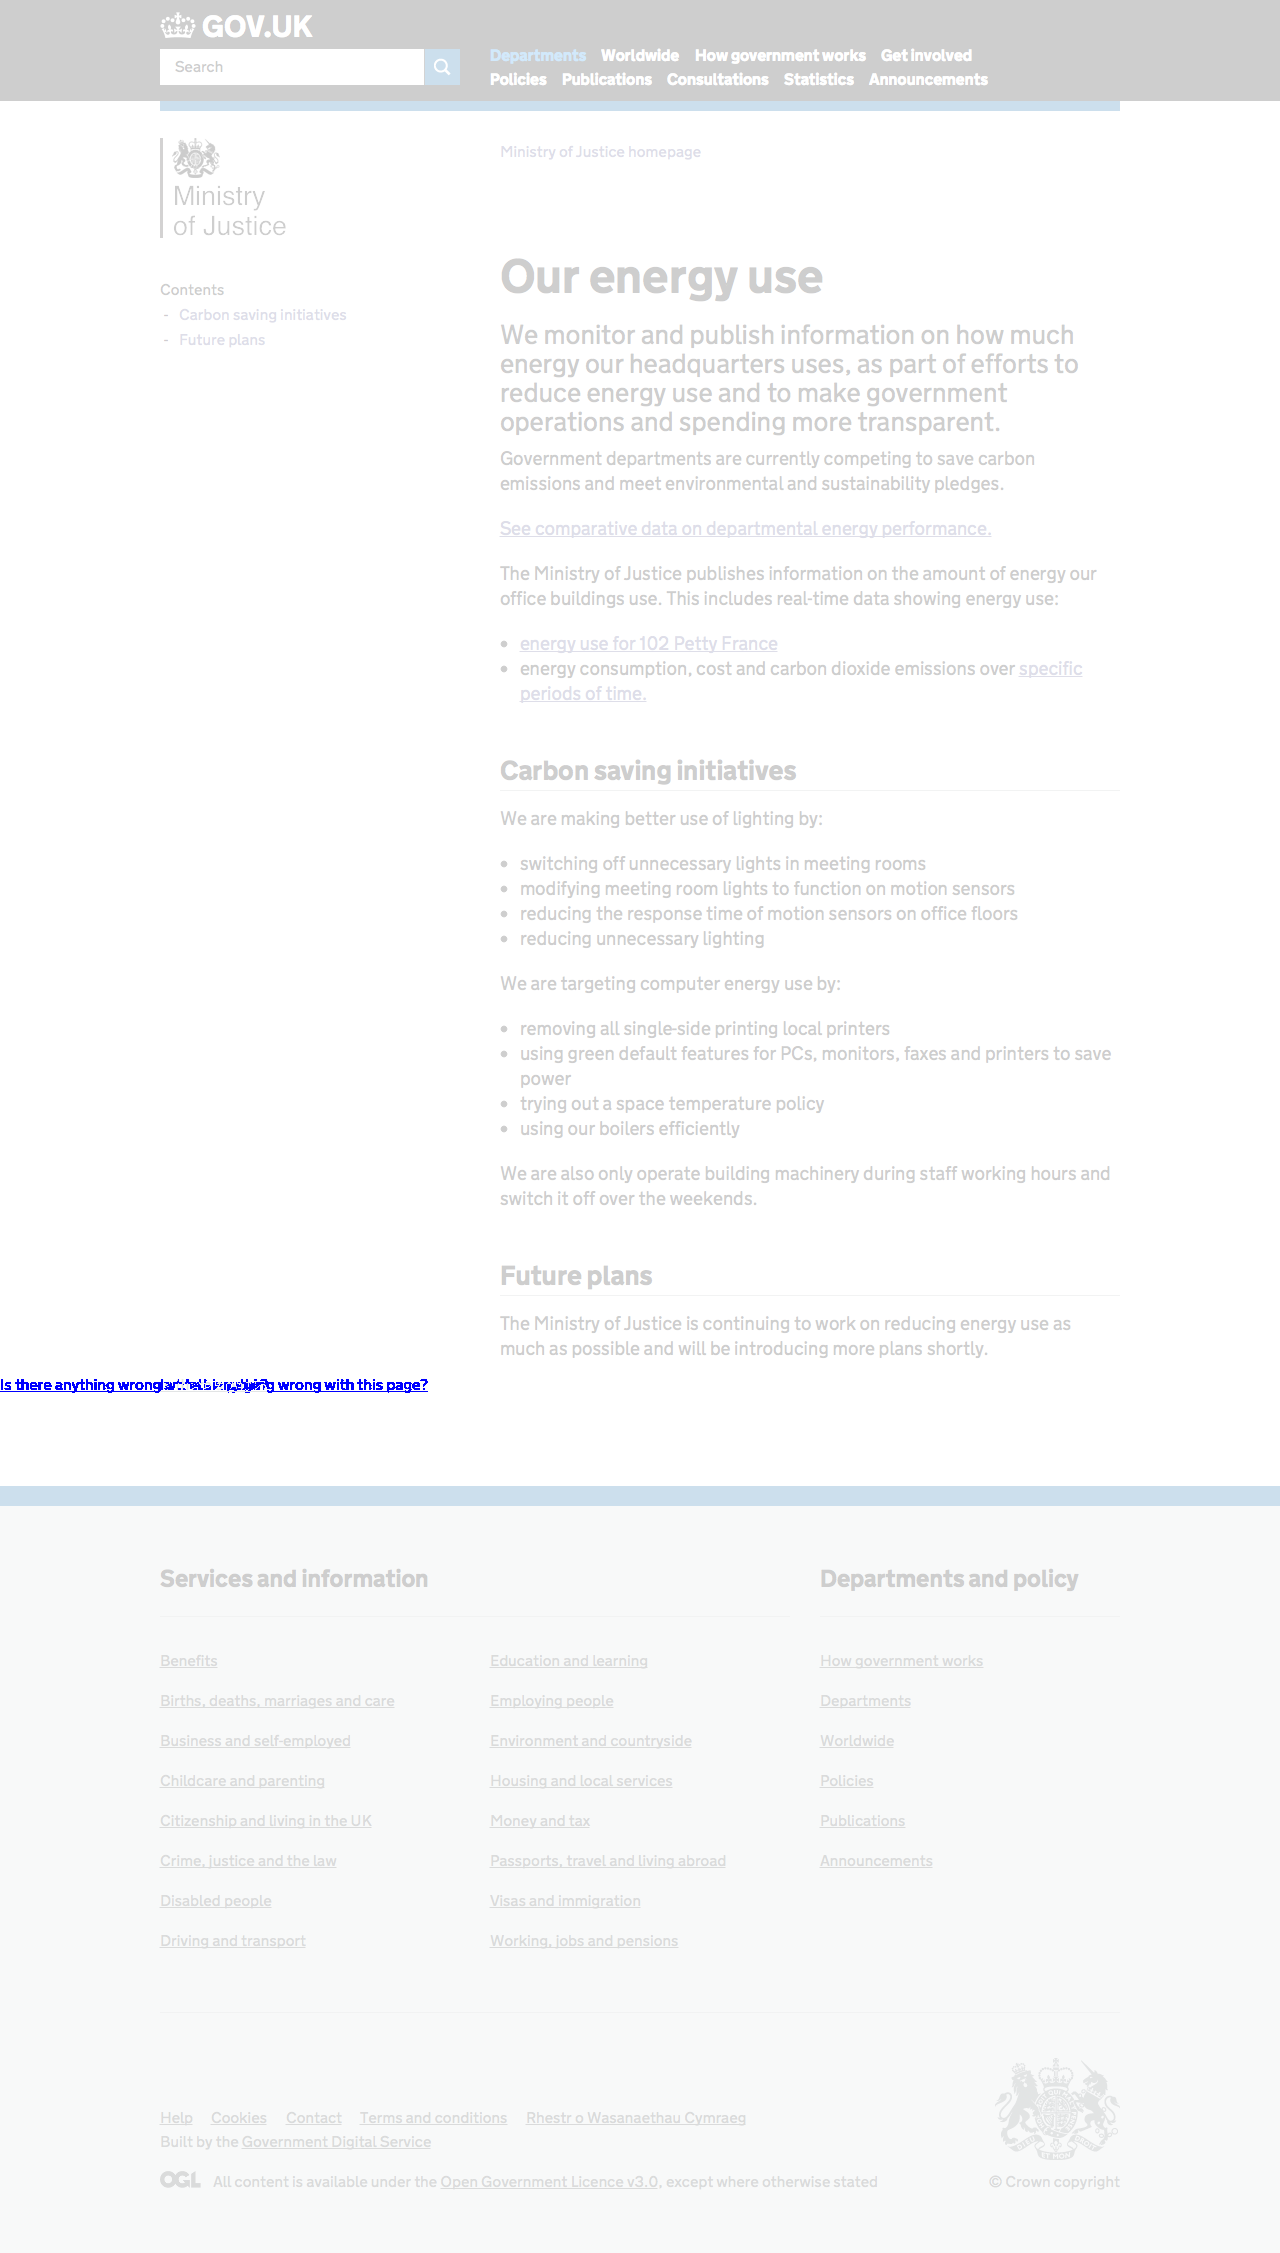 GOV.UK
Search
Departments Worldwide How government works Get involved
Policies Publications Consultations Statistics Announcements
Ministry
of Justice
Ministry of Justice homepage
Contents
- Carbon saving initiatives
- Future plans
Our energy use
We monitor and publish information on how much
energy our headquarters uses, as part of efforts to
reduce energy use and to make government
operations and spending more transparent.
Government departments are currently competing to save carbon
emissions and meet environmental and sustainability pledges.
See comparative data on departmental energy performance.
The Ministry of Justice publishes information on the amount of energy our
office buildings use. This includes real-time data showing energy use:
• energy use for 102 Petty France
• energy consumption, cost and carbon dioxide emissions over specific
periods of time.
Carbon saving initiatives
We are making better use of lighting by:
• switching off unnecessary lights in meeting rooms
• modifying meeting room lights to function on motion sensors
• reducing the response time of motion sensors on office floors
• reducing unnecessary lighting
We are targeting computer energy use by:
• removing all single-side printing local printers
• using green default features for PCs, monitors, faxes and printers to save
power
• trying out a space temperature policy
• using our boilers efficiently
We are also only operate building machinery during staff working hours and
switch it off over the weekends.
Future plans
The Ministry of Justice is continuing to work on reducing energy use as
much as possible and will be introducing more plans shortly.
Is there anything wrong wrong with this page?
Services and information
Benefits
Births, deaths, marriages and care
Business and self-employed
Childcare and parenting
Citizenship and living in the UK
Crime, justice and the law
Disabled people
Driving and transport
Education and learning
Employing people
Environment and countryside
Housing and local services
Money and tax
Passports, travel and living abroad
Visas and immigration
Working, jobs and pensions
Departments and policy
How government works
Departments
Worldwide
Policies
Publications
Announcements
Help Cookies Contact Terms and conditions Rhestr o Wasanaethau Cymraeg
Built by the Government Digital Service
OGL All content is available under the Open Government Licence v3.0, except where otherwise stated
© Crown copyright